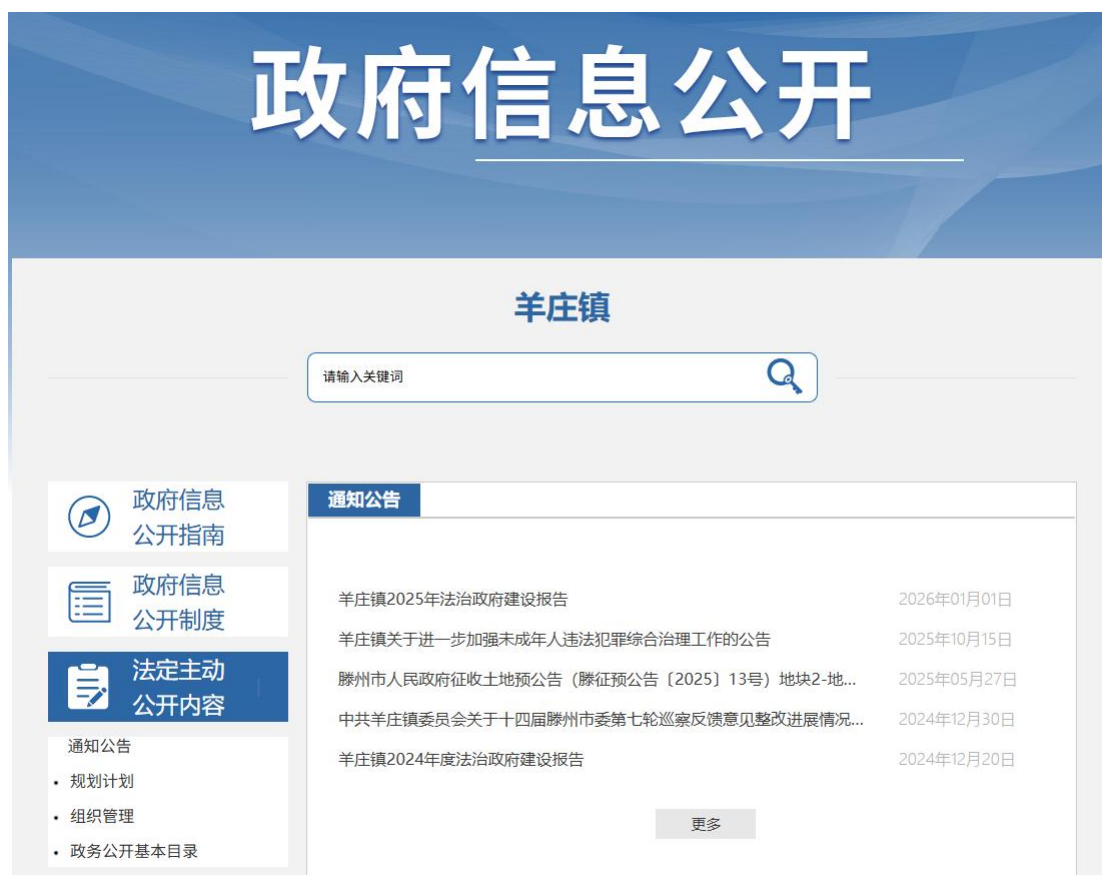 政府信息公开
羊庄镇
请输入关键词
政府信息
公开指南
政府信息
公开制度
法定主动
公开内容
通知公告
• 规划计划
• 组织管理
• 政务公开基本目录
通知公告
羊庄镇2025年法治政府建设报告 2026年01月01日
羊庄镇关于进一步加强未成年人违法犯罪综合治理工作的公告 2025年10月15日
滕州市人民政府征收土地预公告（滕征预公告〔2025〕13号）地块2-地... 2025年05月27日
中共羊庄镇委员会关于十四届滕州市委第七轮巡察反馈意见整改进展情况... 2024年12月30日
羊庄镇2024年度法治政府建设报告 2024年12月20日
更多